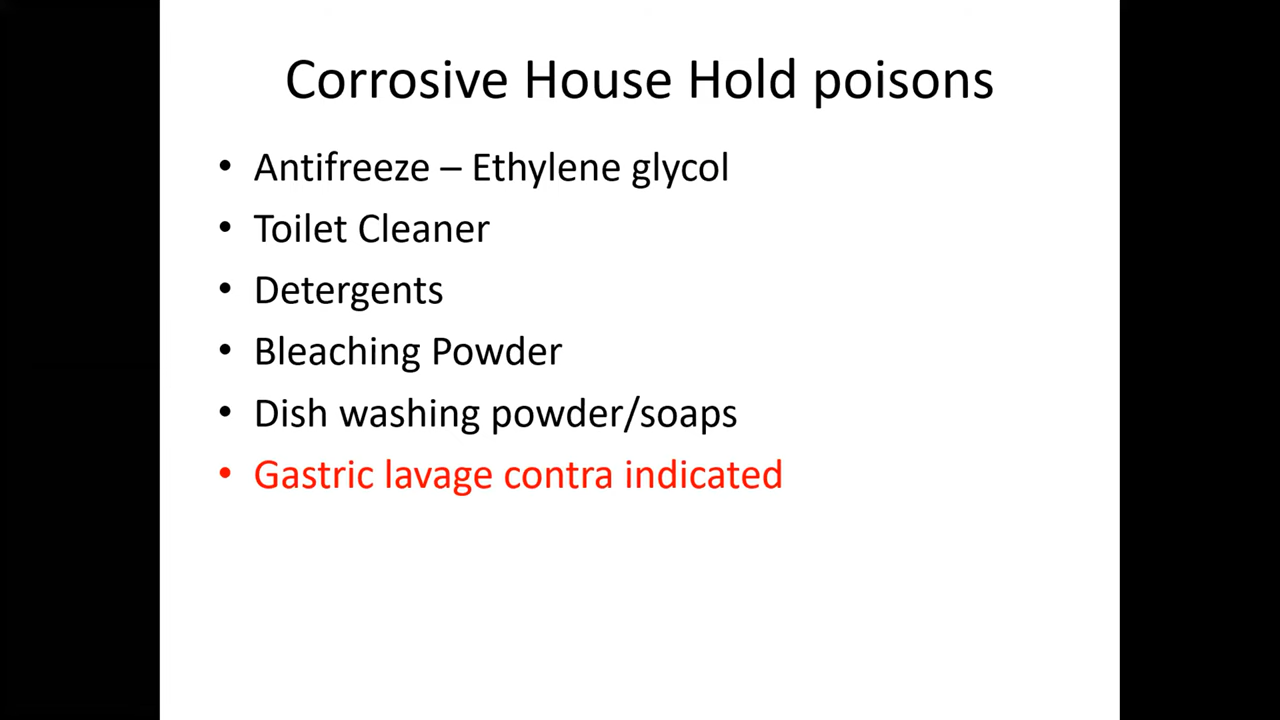 Corrosive House Hold poisons
• Antifreeze – Ethylene glycol
• Toilet Cleaner
• Detergents
• Bleaching Powder
• Dish washing powder/soaps
• Gastric lavage contra indicated